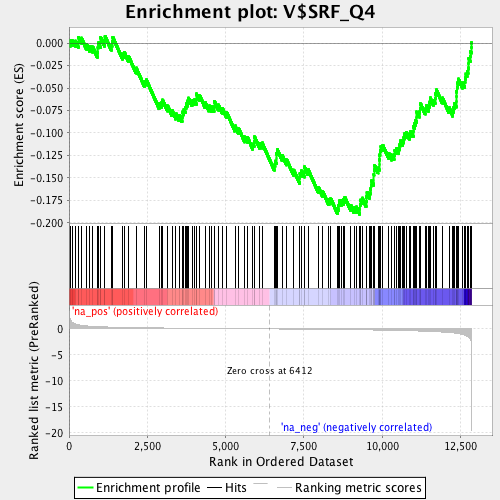 Enrichment plot: V$SRF_Q4
Enrichment score (ES)
0.000
-0.025
-0.050
-0.075
-0.100
-0.125
-0.150
-0.175
-0.200
'na_pos' (positively correlated)
Ranked list metric (PreRanked)
0
-5
-10
-15
-20
Zero cross at 6412
'na_neg' (negatively correlated)
0
2,500
5,000
7,500
10,000
12,500
Rank in Ordered Dataset
Enrichment profile
Hits
Ranking metric scores